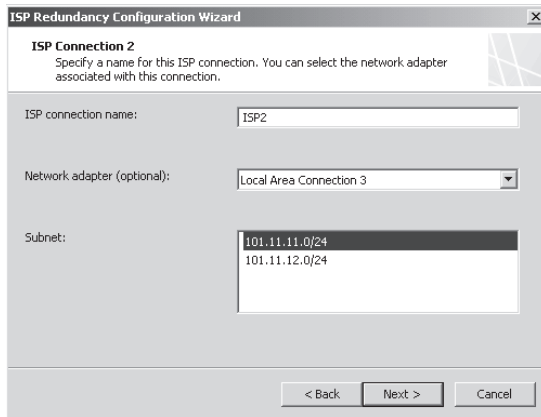 ISP Redundancy Configuration Wizard
ISP Connection 2
Specify a name for this ISP connection. You can select the network adapter
associated with this connection.
ISP connection name:
ISP2
Network adapter (optional):
Local Area Connection 3
Subnet:
101.11.11.0/24
101.11.12.0/24
< Back
Next >
Cancel